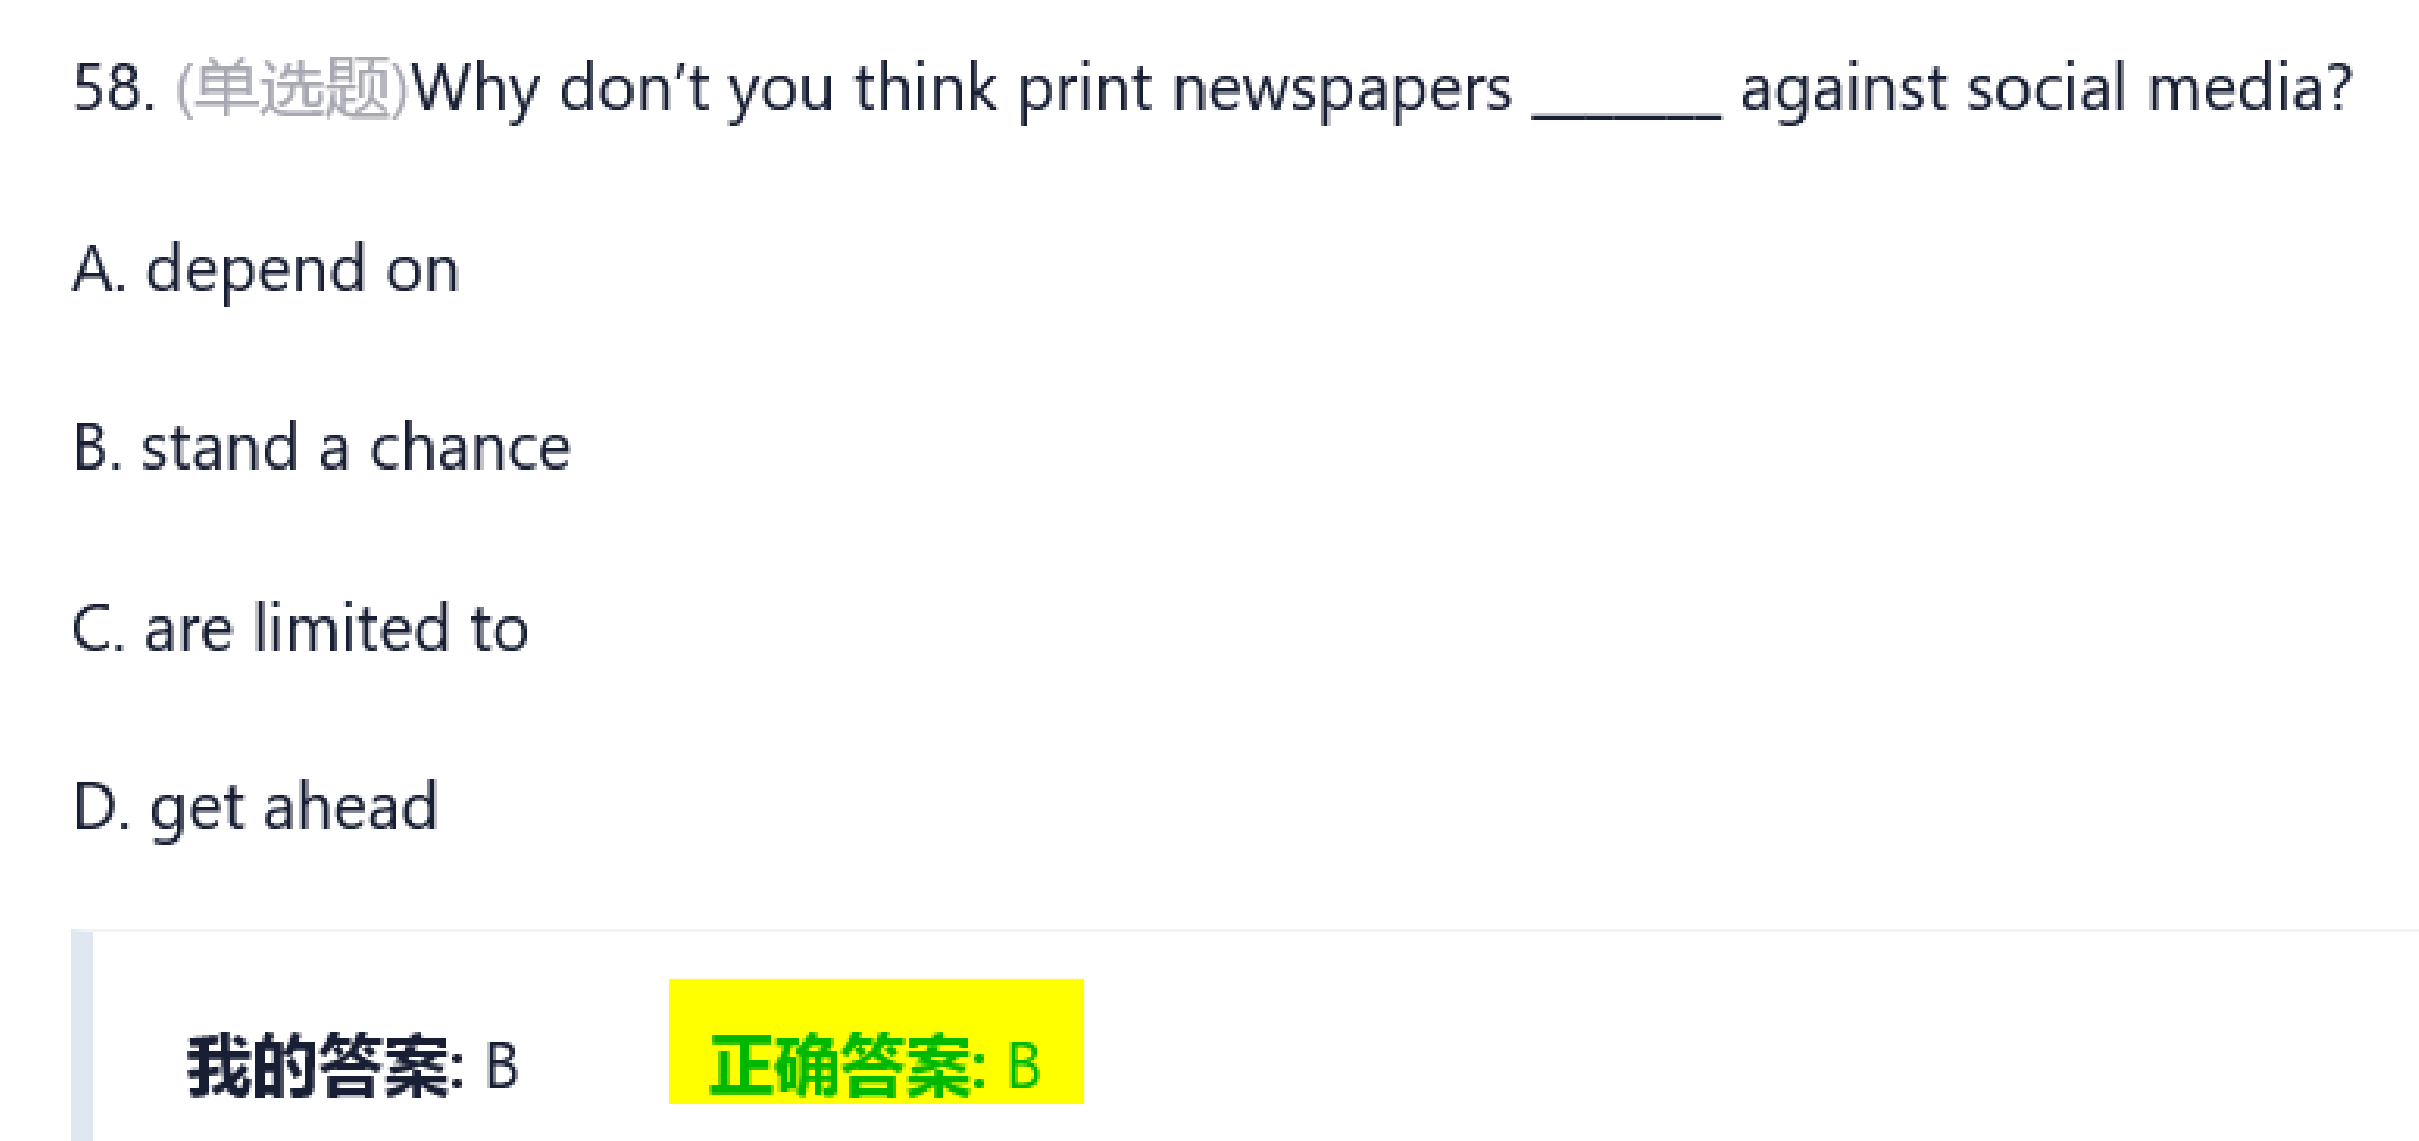 58. (单选题)Why don't you think print newspapers _______ against social media?
A. depend on
B. stand a chance
C. are limited to
D. get ahead
我的答案: B 正确答案: B